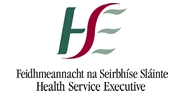 HSE
Feidhmeannacht na Seirbhíse Sláinte
Health Service Executive